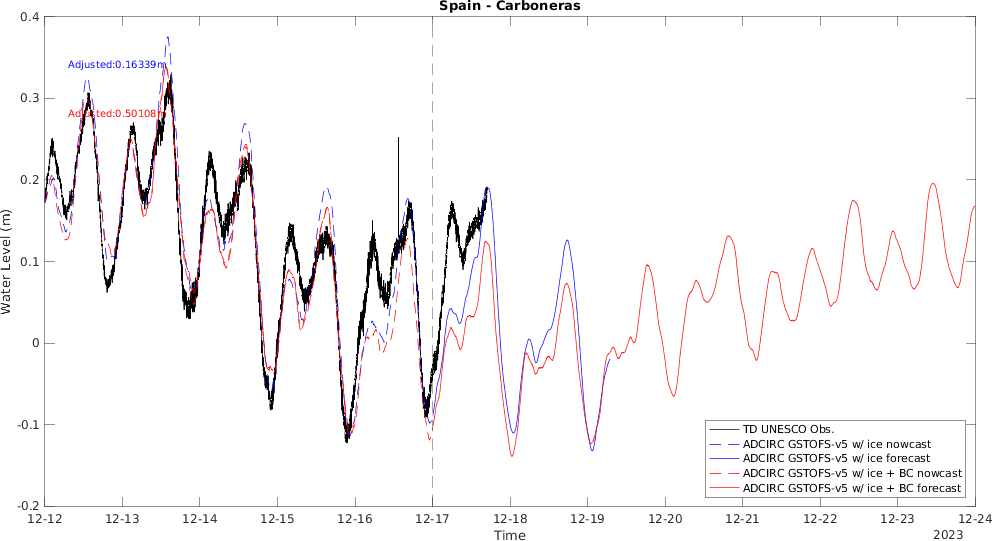 Spain - Carboneras
0.4
0.3
0.2
0.1
0
-0.1
-0.2
Water Level (m)
Adjusted:0.16339m
Adjusted:0.50108m
TD UNESCO Obs.
ADCIRC GSTOFS-v5 w/ ice nowcast
ADCIRC GSTOFS-v5 w/ ice forecast
ADCIRC GSTOFS-v5 w/ ice + BC nowcast
ADCIRC GSTOFS-v5 w/ ice + BC forecast
12-12 12-13 12-14 12-15 12-16 12-17 12-18 12-19 12-20 12-21 12-22 12-23 12-24
Time
2023